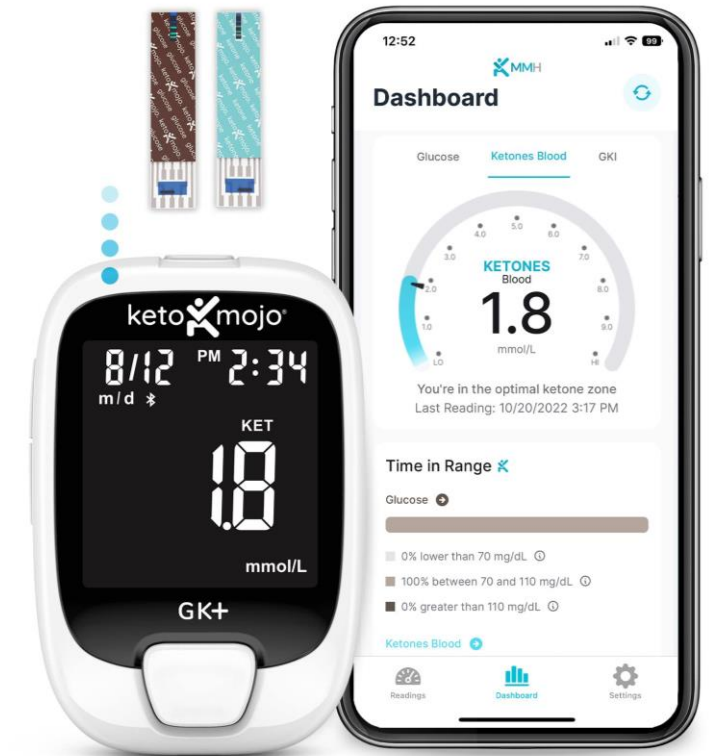 glucose
ketone
keto mojo
8/12 PM 2:34
m/d
KET
1.8
mmol/L
GK+
12:52
99
MMH
Dashboard
Glucose Ketones Blood GKI
LO 1.0 2.0 3.0 4.0 5.0 6.0 7.0 8.0 9.0 HI
KETONES
Blood
1.8
mmol/L
You're in the optimal ketone zone
Last Reading: 10/20/2022 3:17 PM
Time in Range
Glucose
0% lower than 70 mg/dL
100% between 70 and 110 mg/dL
0% greater than 110 mg/dL
Ketones Blood
Readings Dashboard Settings